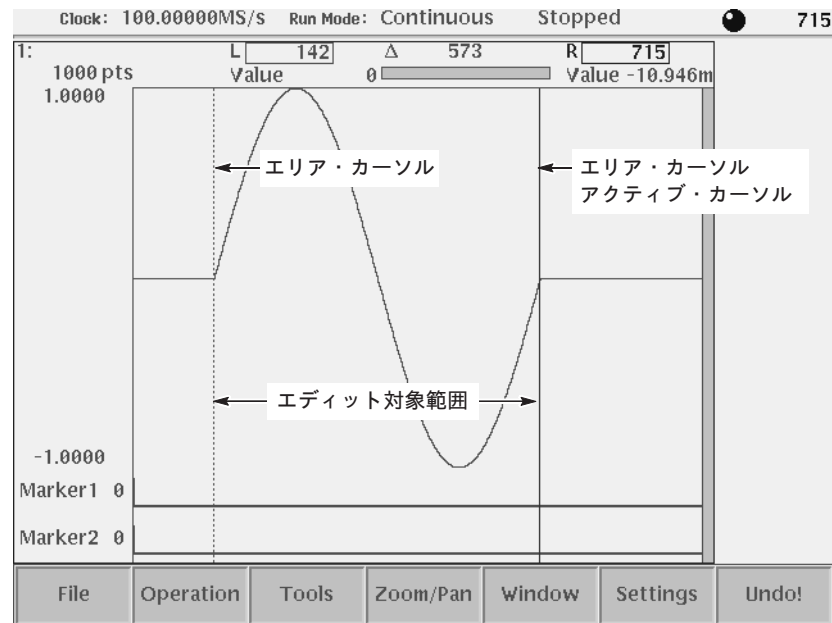 Clock: 100.00000MS/s Run Mode: Continuous Stopped 715
1: L 142 Δ 573 R 715
1000 pts Value 0 Value -10.946m
1.0000
エリア・カーソル
エリア・カーソル
アクティブ・カーソル
エディット対象範囲
-1.0000
Marker1 0
Marker2 0
File Operation Tools Zoom/Pan Window Settings Undo!